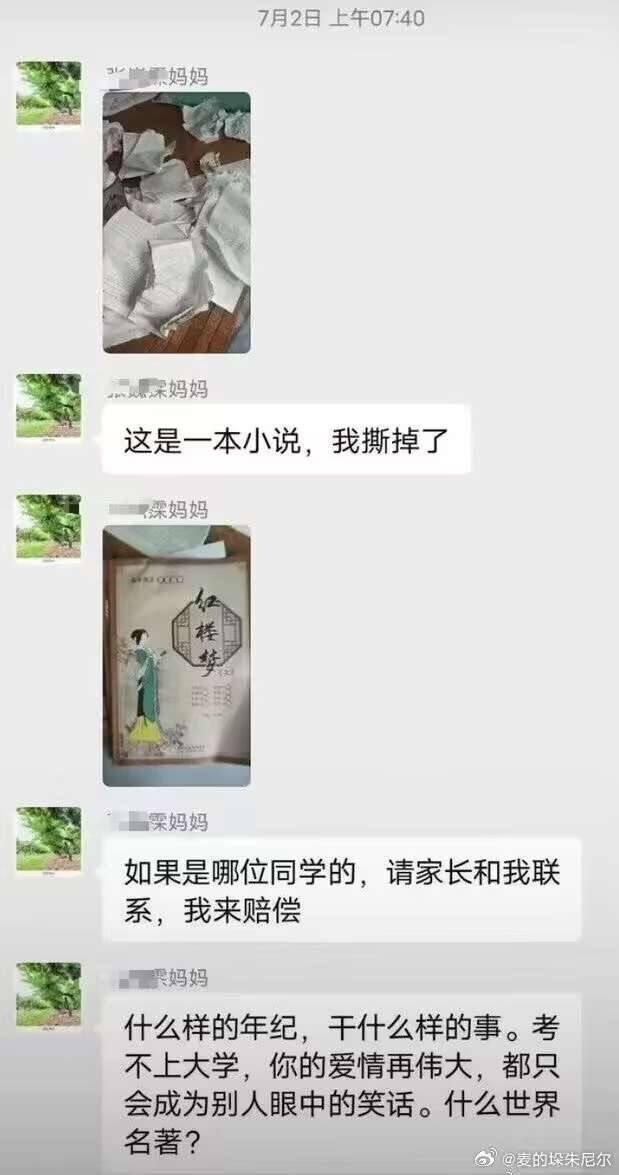 7月2日 上午07:40
霂妈妈
妈妈
这是一本小说，我撕掉了
霂妈妈
红楼梦
霂妈妈
如果是哪位同学的，请家长和我联
系，我来赔偿
霂妈妈
什么样的年纪，干什么样的事。考
不上大学，你的爱情再伟大，都只
会成为别人眼中的笑话。什么世界
名著？
@麦的垛朱尼尔